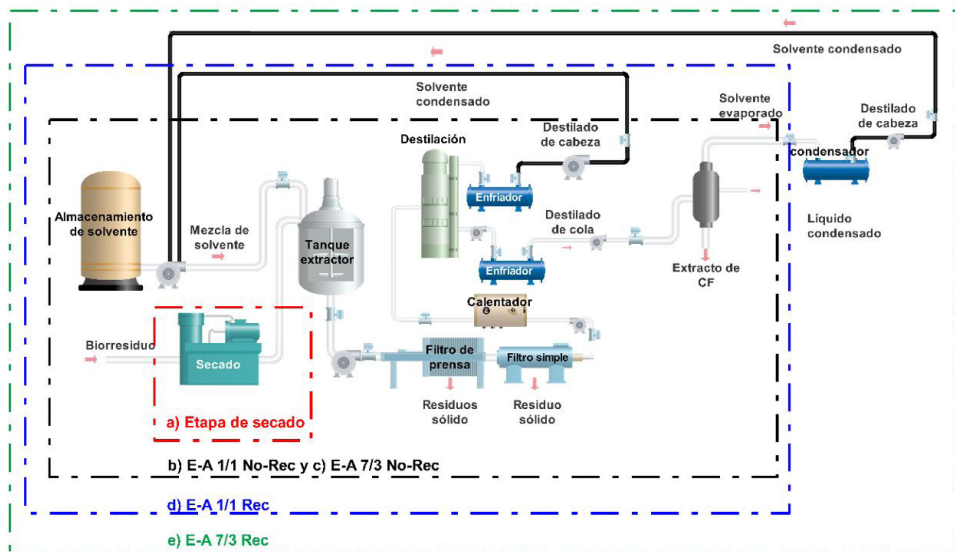 Solvente condensado
Solvente
condensado
Solvente
evaporado
Destilado
de cabeza
Destilación
Destilado
de cabeza
condensador
Almacenamiento
de solvente
Mezcla de
solvente
Tanque
extractor
Enfriador
Destilado
de cola
Líquido
condensado
Enfriador
Extracto de
CF
Calentador
Biorresiduo
Secado
Filtro de
prensa
Filtro simple
Residuos
sólido
Residuo
sólido
a) Etapa de secado
b) E-A 1/1 No-Rec y c) E-A 7/3 No-Rec
d) E-A 1/1 Rec
e) E-A 7/3 Rec